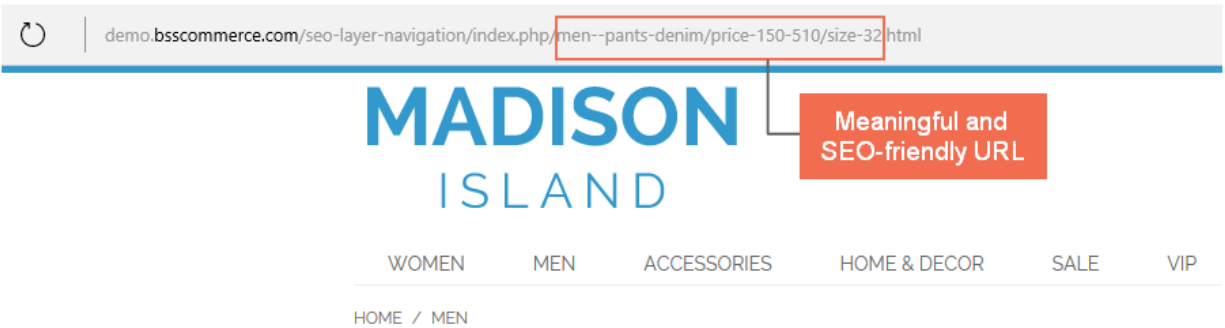 demo.bsscommerce.com/seo-layer-navigation/index.php/men--pants-denim/price-150-510/size-32.html
MADISON
ISLAND
Meaningful and
SEO-friendly URL
WOMEN MEN ACCESSORIES HOME & DECOR SALE VIP
HOME / MEN